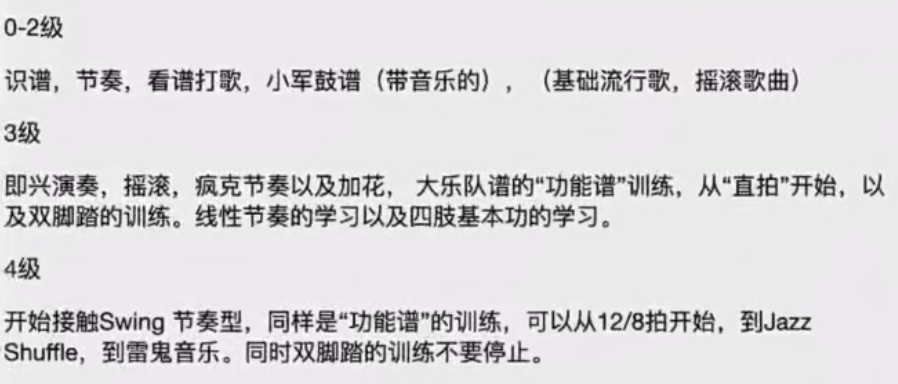 0-2级
识谱，节奏，看谱打歌，小军鼓谱（带音乐的），（基础流行歌，摇滚歌曲）
3级
即兴演奏，摇滚，疯克节奏以及加花， 大乐队谱的“功能谱”训练，从“直拍”开始，以
及双脚踏的训练。线性节奏的学习以及四肢基本功的学习。
4级
开始接触Swing 节奏型，同样是“功能谱”的训练，可以从12/8拍开始，到Jazz
Shuffle，到雷鬼音乐。同时双脚踏的训练不要停止。